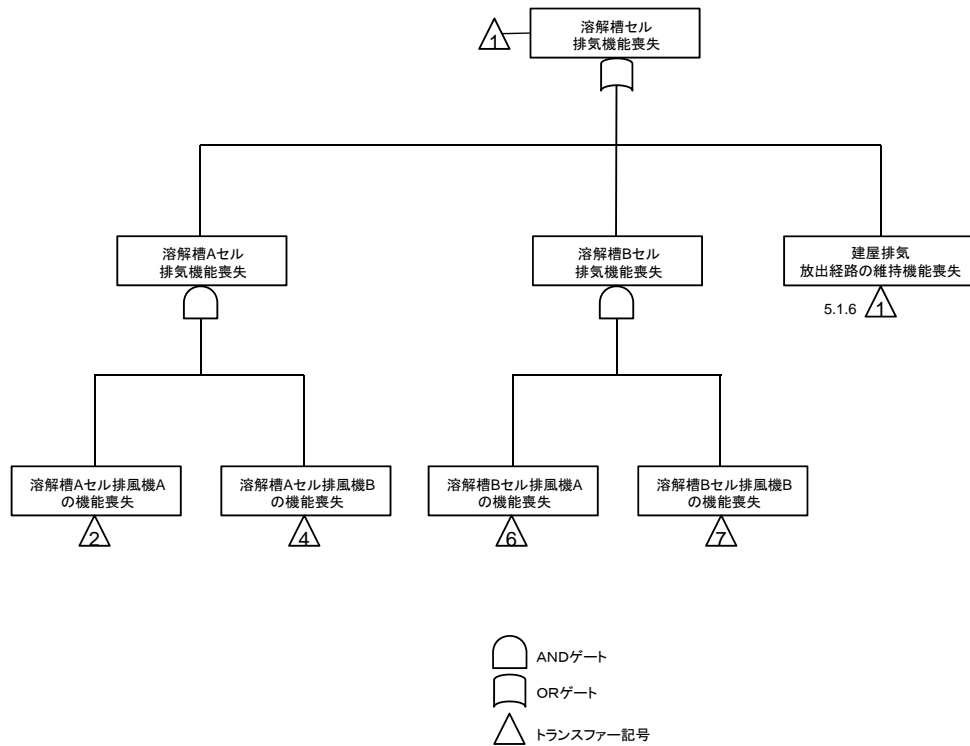 1
溶解槽セル
排気機能喪失
溶解槽Aセル
排気機能喪失
溶解槽Bセル
排気機能喪失
建屋排気
放出経路の維持機能喪失
5.1.6
1
溶解槽Aセル排風機A
の機能喪失
溶解槽Aセル排風機B
の機能喪失
溶解槽Bセル排風機A
の機能喪失
溶解槽Bセル排風機B
の機能喪失
2
4
6
7
ANDゲート
ORゲート
トランスファー記号